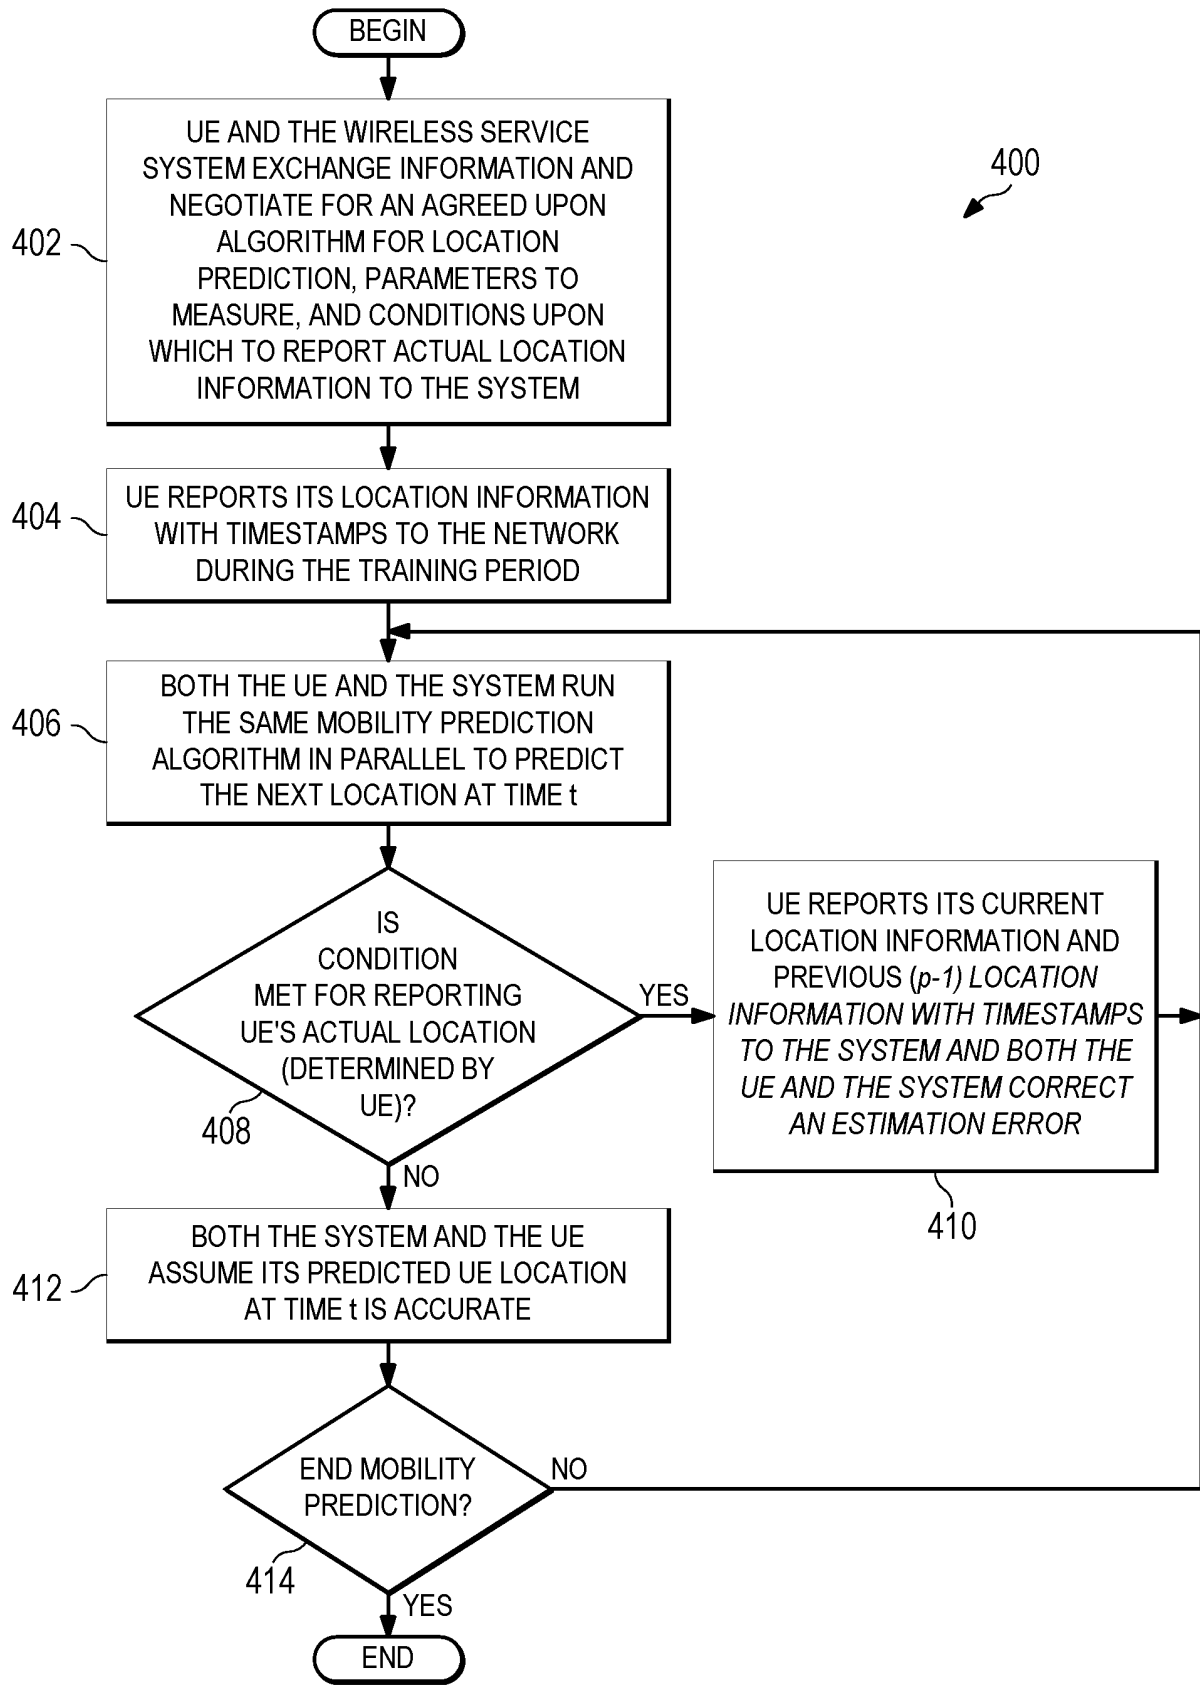 BEGIN
400
402
UE AND THE WIRELESS SERVICE
SYSTEM EXCHANGE INFORMATION AND
NEGOTIATE FOR AN AGREED UPON
ALGORITHM FOR LOCATION
PREDICTION, PARAMETERS TO
MEASURE, AND CONDITIONS UPON
WHICH TO REPORT ACTUAL LOCATION
INFORMATION TO THE SYSTEM
404
UE REPORTS ITS LOCATION INFORMATION
WITH TIMESTAMPS TO THE NETWORK
DURING THE TRAINING PERIOD
406
BOTH THE UE AND THE SYSTEM RUN
THE SAME MOBILITY PREDICTION
ALGORITHM IN PARALLEL TO PREDICT
THE NEXT LOCATION AT TIME t
IS
CONDITION
MET FOR REPORTING
UE'S ACTUAL LOCATION
(DETERMINED BY
UE)?
408
YES
UE REPORTS ITS CURRENT
LOCATION INFORMATION AND
PREVIOUS (p-1) LOCATION
INFORMATION WITH TIMESTAMPS
TO THE SYSTEM AND BOTH THE
UE AND THE SYSTEM CORRECT
AN ESTIMATION ERROR
410
NO
412
BOTH THE SYSTEM AND THE UE
ASSUME ITS PREDICTED UE LOCATION
AT TIME t IS ACCURATE
END MOBILITY
PREDICTION?
NO
414
YES
END